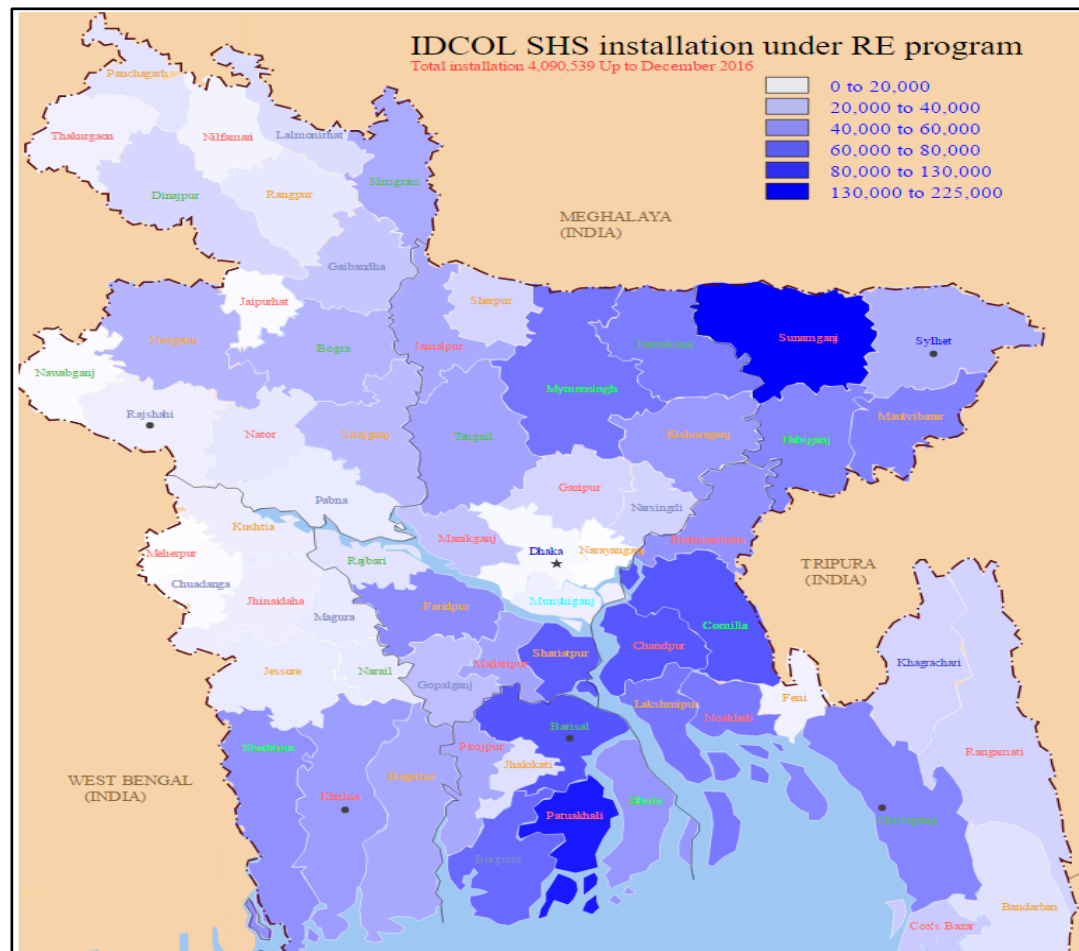 IDCOL SHS installation under RE program
Total installation 4,090,539 Up to December 2016
0 to 20,000
20,000 to 40,000
40,000 to 60,000
60,000 to 80,000
80,000 to 130,000
130,000 to 225,000
Panchagarh
Thakurgaon
Nilfamari
Lalmonirhat
Dinajpur
Rangpur
Kurigram
MEGHALAYA
(INDIA)
Gaibandha
Jaipurhat
Sherpur
Naogaon
Bogra
Jamalpur
Netrakona
Sunamganj
Sylhet
Nawabganj
Mymensingh
Rajshahi
Nator
Sirajganj
Tangail
Kishoreganj
Habiganj
Maulvibazar
Pabna
Gazipur
Narsingdi
Kushtia
Manikganj
Dhaka
Narayanganj
Brahmanbaria
Meherpur
Rajbari
TRIPURA
(INDIA)
Chuadanga
Jhinaidaha
Magura
Faridpur
Munshiganj
Comilla
Shariatpur
Chandpur
Khagrachari
Jessore
Narail
Madaripur
Gopalganj
Lakshmipur
Noakhali
Feni
Barisal
Pirojpur
Jhalokati
Rangamati
WEST BENGAL
(INDIA)
Khulna
Bagerhat
Patuakhali
Bhola
Chittagong
Borguna
Bandarban
Cox's Bazar